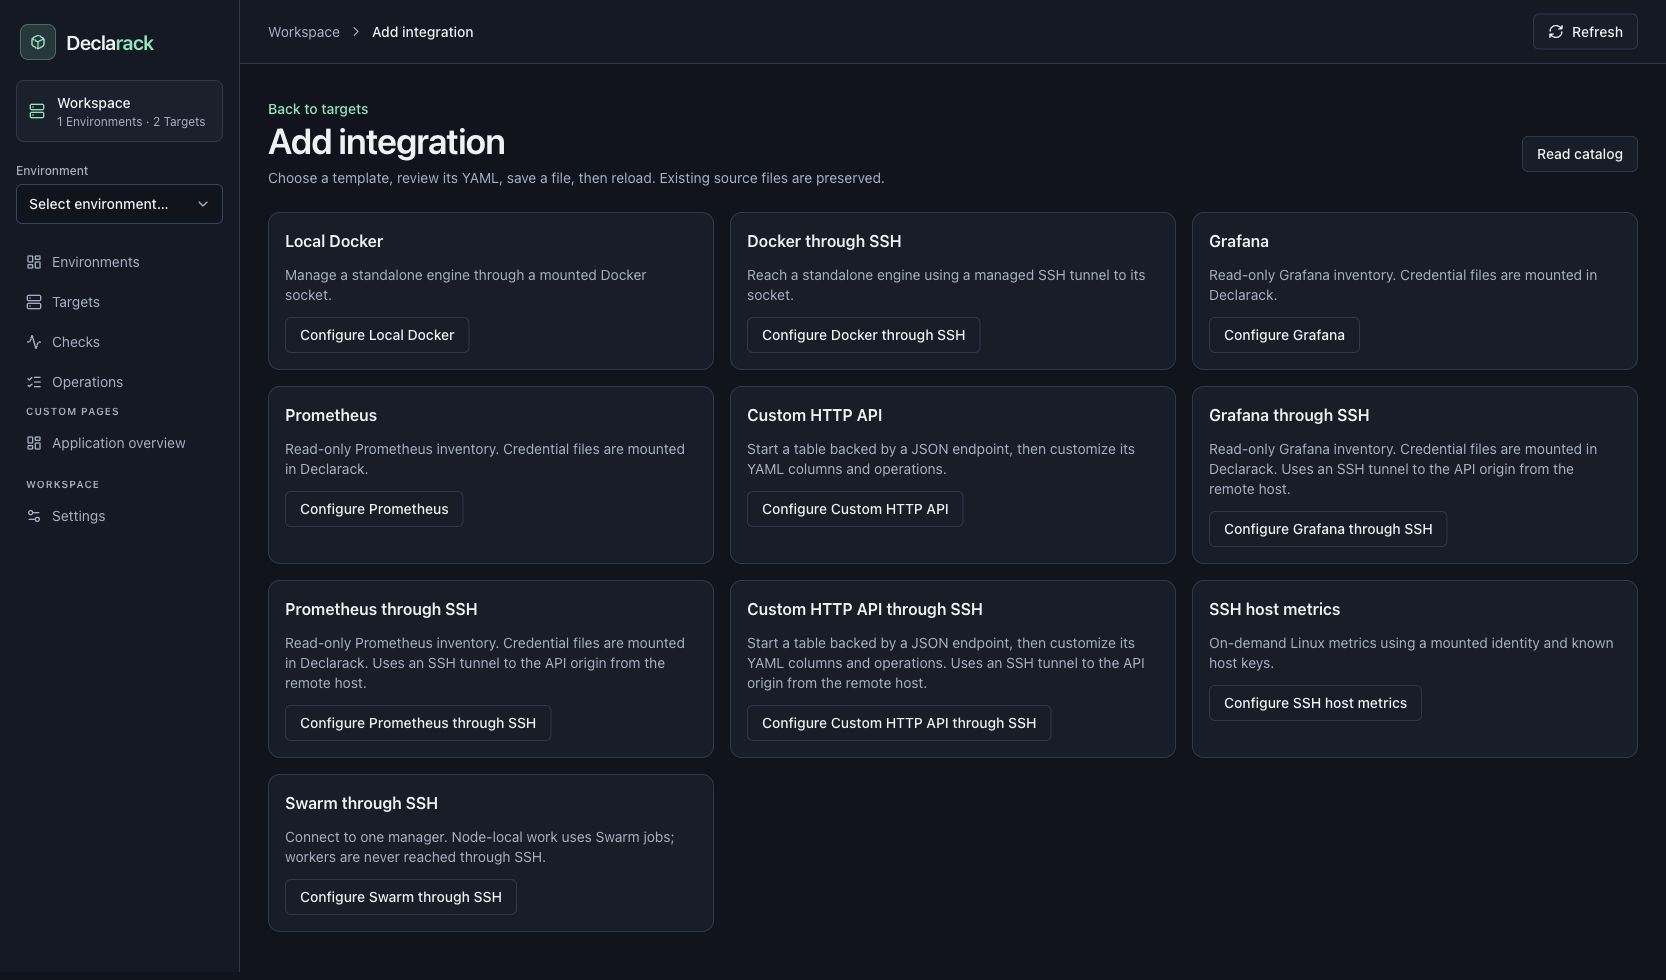 Declarack
Workspace
1 Environments · 2 Targets
Environment
Select environment...
Environments
Targets
Checks
Operations
CUSTOM PAGES
Application overview
WORKSPACE
Settings
Workspace > Add integration
Refresh
Back to targets
Add integration
Choose a template, review its YAML, save a file, then reload. Existing source files are preserved.
Read catalog
Local Docker
Manage a standalone engine through a mounted Docker
socket.
Configure Local Docker
Docker through SSH
Reach a standalone engine using a managed SSH tunnel to its
socket.
Configure Docker through SSH
Grafana
Read-only Grafana inventory. Credential files are mounted in
Declarack.
Configure Grafana
Prometheus
Read-only Prometheus inventory. Credential files are mounted
in Declarack.
Configure Prometheus
Custom HTTP API
Start a table backed by a JSON endpoint, then customize its
YAML columns and operations.
Configure Custom HTTP API
Grafana through SSH
Read-only Grafana inventory. Credential files are mounted in
Declarack. Uses an SSH tunnel to the API origin from the
remote host.
Configure Grafana through SSH
Prometheus through SSH
Read-only Prometheus inventory. Credential files are mounted
in Declarack. Uses an SSH tunnel to the API origin from the
remote host.
Configure Prometheus through SSH
Custom HTTP API through SSH
Start a table backed by a JSON endpoint, then customize its
YAML columns and operations. Uses an SSH tunnel to the API
origin from the remote host.
Configure Custom HTTP API through SSH
SSH host metrics
On-demand Linux metrics using a mounted identity and known
host keys.
Configure SSH host metrics
Swarm through SSH
Connect to one manager. Node-local work uses Swarm jobs;
workers are never reached through SSH.
Configure Swarm through SSH